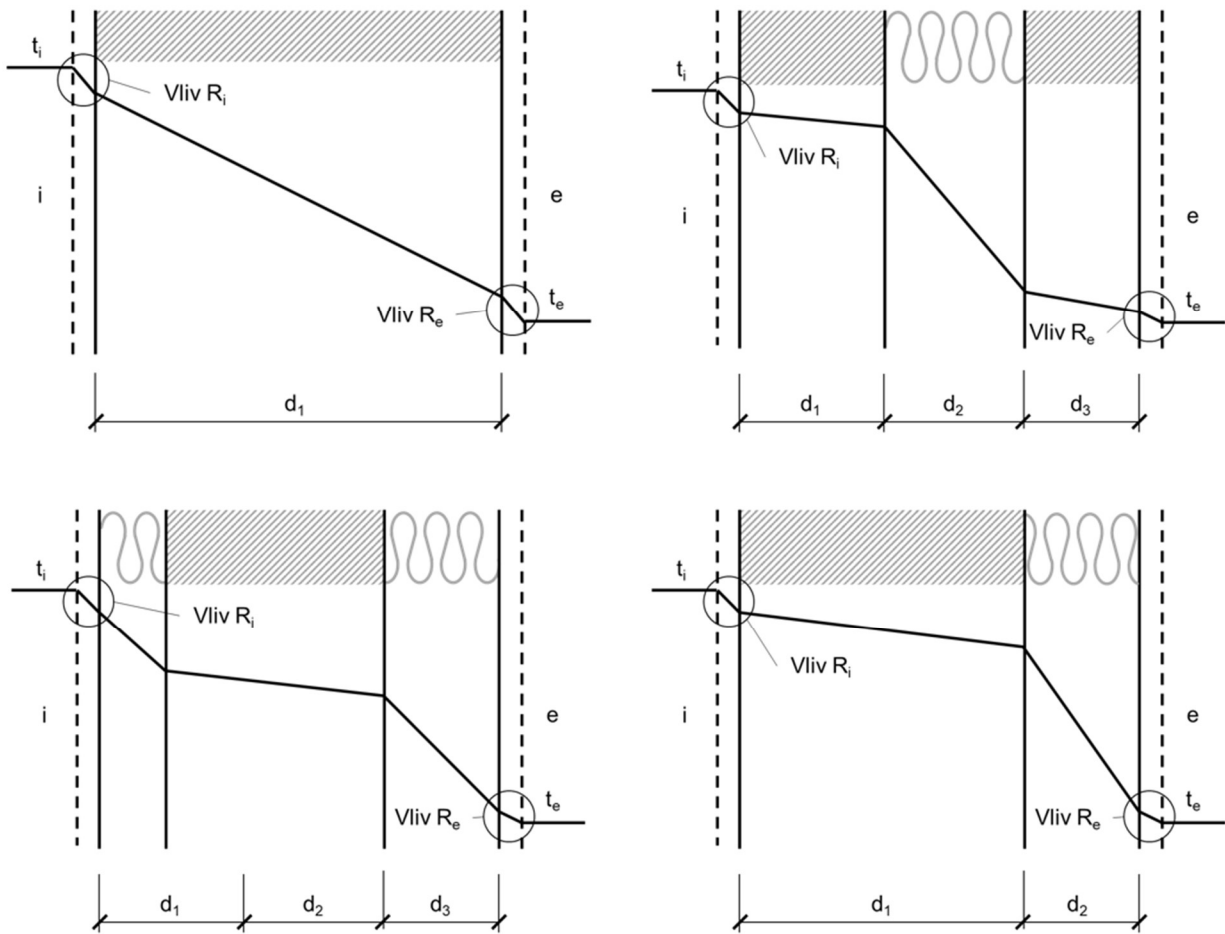 tᵢ
Vliv Rᵢ
i
e
Vliv Rₑ
tₑ
d₁
tᵢ
Vliv Rᵢ
i
e
tₑ
Vliv Rₑ
d₁ d₂ d₃
tᵢ
Vliv Rᵢ
i
e
tₑ
Vliv Rₑ
d₁ d₂ d₃
tᵢ
Vliv Rᵢ
i
e
tₑ
Vliv Rₑ
d₁ d₂